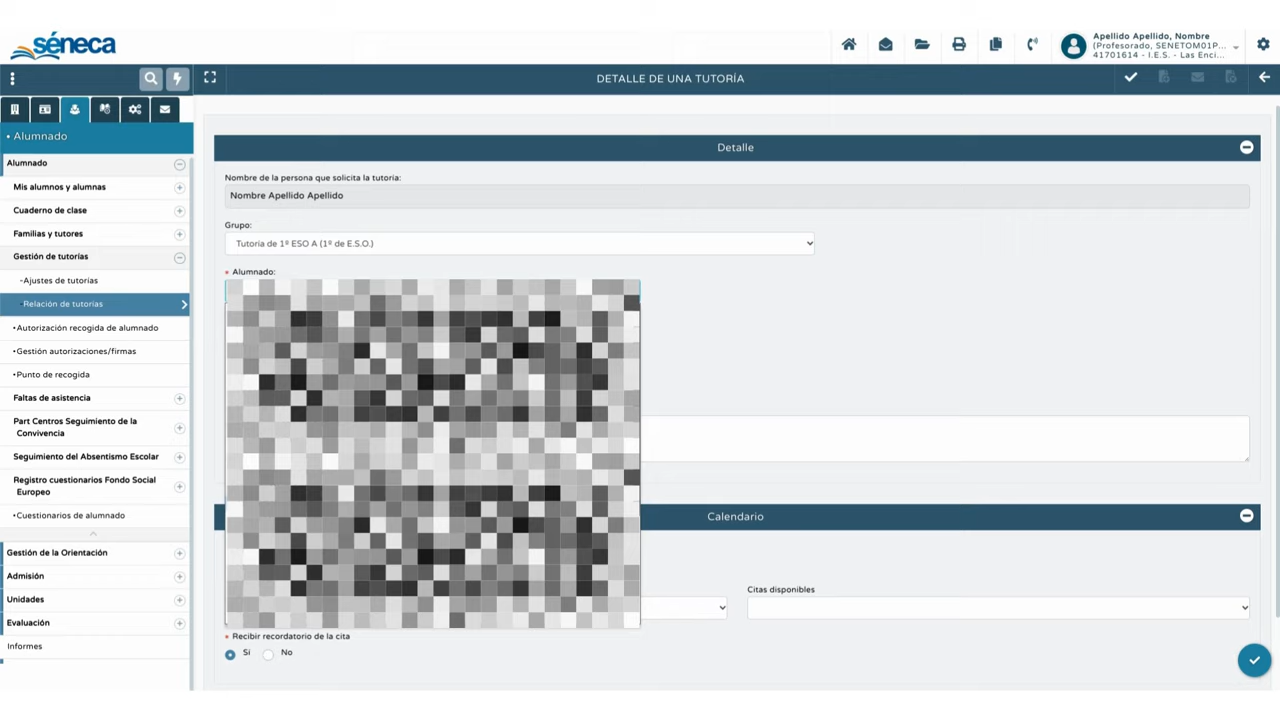 séneca
Apellido Apellido, Nombre
(Profesorado, SENETOM01P...
41701614 - I.E.S. - Las Enci...
DETALLE DE UNA TUTORÍA
• Alumnado
Alumnado
Mis alumnos y alumnas
Cuaderno de clase
Familias y tutores
Gestión de tutorías
-Ajustes de tutorías
-Relación de tutorías
•Autorización recogida de alumnado
•Gestión autorizaciones/firmas
•Punto de recogida
Faltas de asistencia
Part Centros Seguimiento de la
Convivencia
Seguimiento del Absentismo Escolar
Registro cuestionarios Fondo Social
Europeo
•Cuestionarios de alumnado
Gestión de la Orientación
Admisión
Unidades
Evaluación
Informes
Detalle
Nombre de la persona que solicita la tutoría:
Nombre Apellido Apellido
Grupo:
Tutoría de 1º ESO A (1º de E.S.O.)
* Alumnado:
Calendario
Citas disponibles
* Recibir recordatorio de la cita
Si
No